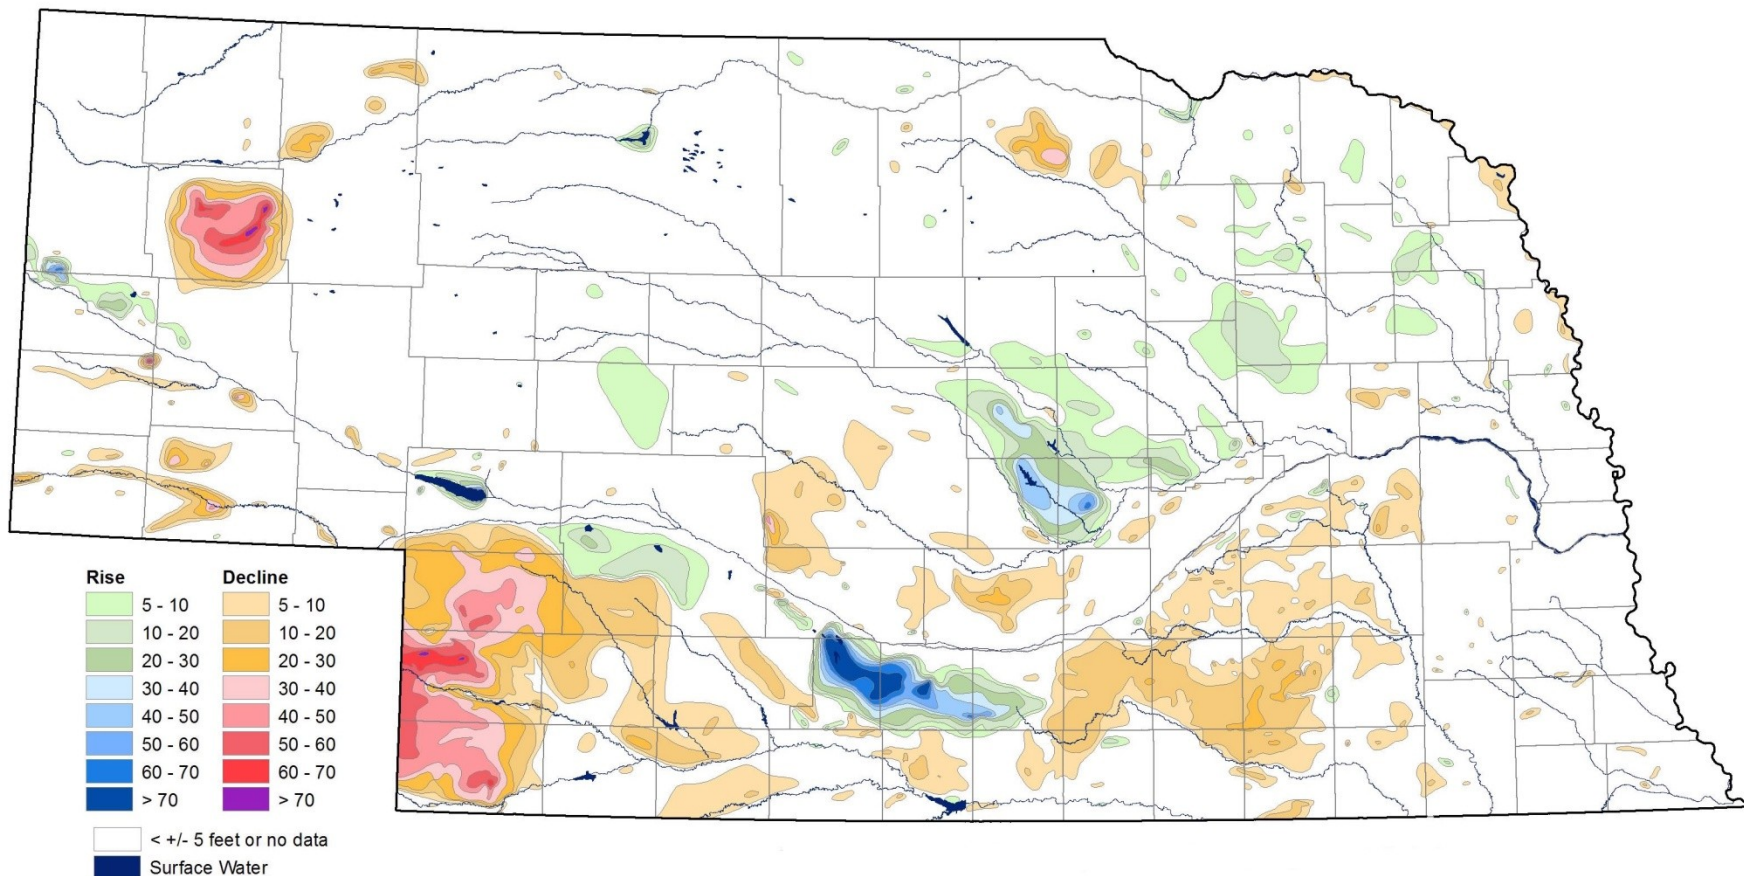 Rise Decline
5 - 10 5 - 10
10 - 20 10 - 20
20 - 30 20 - 30
30 - 40 30 - 40
40 - 50 40 - 50
50 - 60 50 - 60
60 - 70 60 - 70
> 70 > 70
< +/- 5 feet or no data
Surface Water